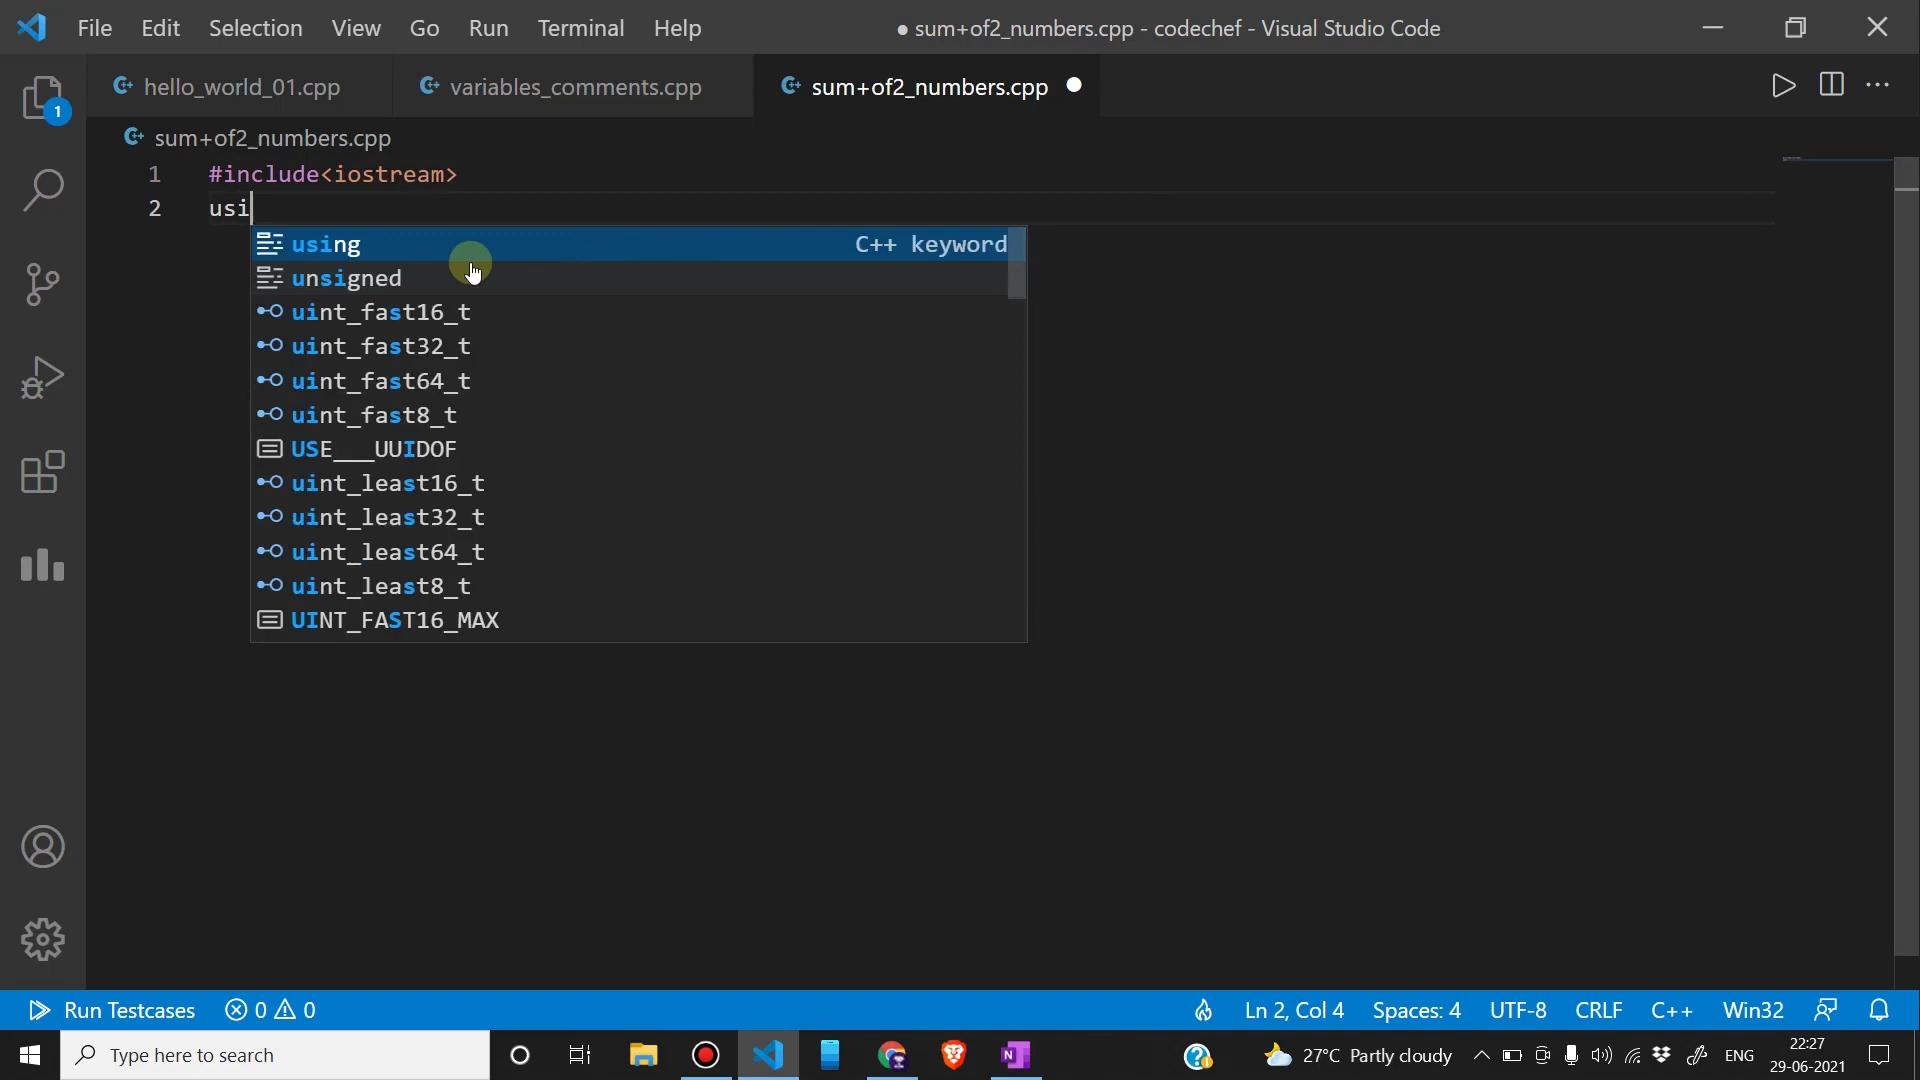 File Edit Selection View Go Run Terminal Help ● sum+of2_numbers.cpp - codechef - Visual Studio Code
hello_world_01.cpp variables_comments.cpp sum+of2_numbers.cpp
1
sum+of2_numbers.cpp
1 #include<iostream>
2 usi
using C++ keyword
unsigned
uint_fast16_t
uint_fast32_t
uint_fast64_t
uint_fast8_t
USE___UUIDOF
uint_least16_t
uint_least32_t
uint_least64_t
uint_least8_t
UINT_FAST16_MAX
Run Testcases 0 0 Ln 2, Col 4 Spaces: 4 UTF-8 CRLF C++ Win32
Type here to search 27°C Partly cloudy ENG 22:27
29-06-2021